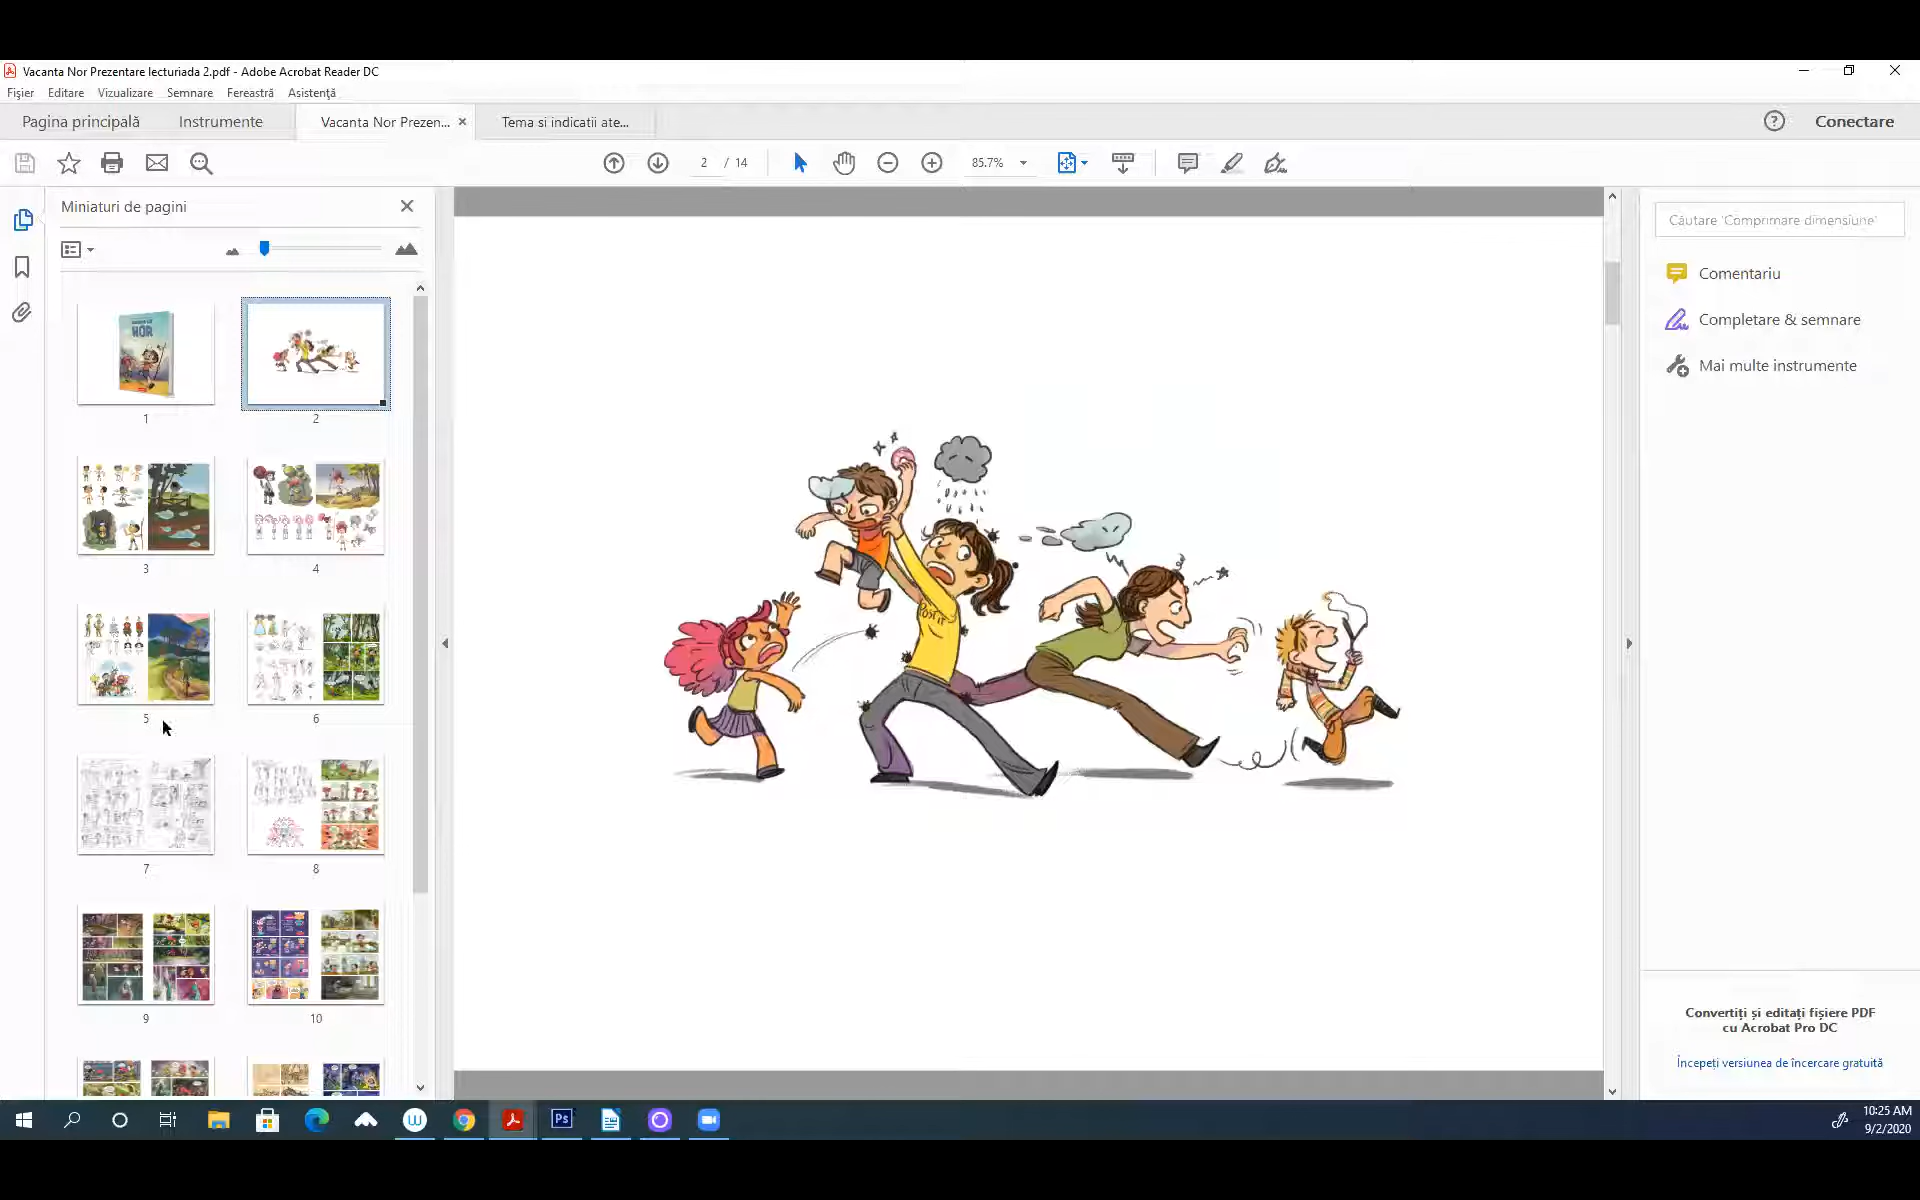 Vacanta Nor Prezentare lecturiada 2.pdf - Adobe Acrobat Reader DC
Fișier Editare Vizualizare Semnare Fereastră Asistență
Pagina principală Instrumente Vacanta Nor Prezen... Tema si indicatii ate... Conectare
2 / 14 85.7%
Miniaturi de pagini
Căutare 'Comprimare dimensiune'
Comentariu
Completare & semnare
Mai multe instrumente
NOR
1 2
3 4
5 6
7 8
9 10
POST IT
Convertiți și editați fișiere PDF
cu Acrobat Pro DC
Începeți versiunea de încercare gratuită
10:25 AM
9/2/2020